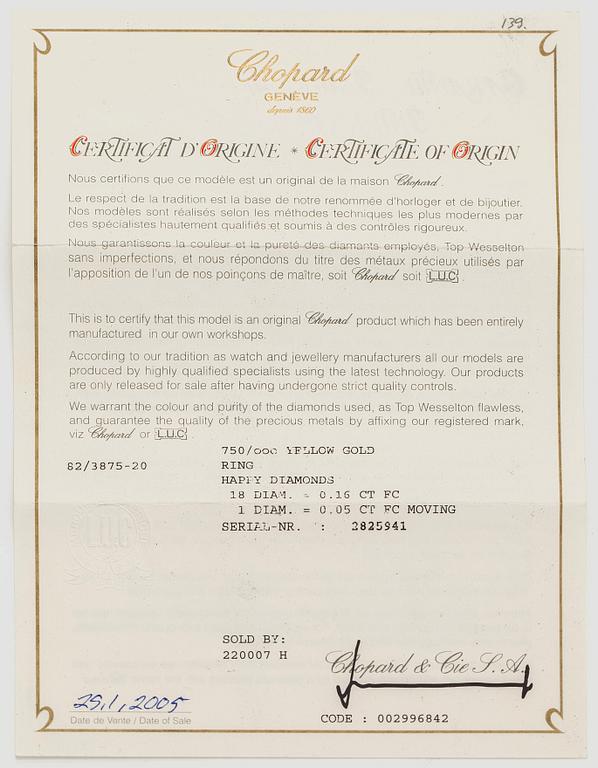 139.
Chopard
GENÈVE
depuis 1860
CERTIFICAT D'ORIGINE * CERTIFICATE OF ORIGIN
Nous certifions que ce modèle est un original de la maison Chopard.
Le respect de la tradition est la base de notre renommée d'horloger et de bijoutier.
Nos modèles sont réalisés selon les méthodes techniques les plus modernes par
des spécialistes hautement qualifiés et soumis à des contrôles rigoureux.
Nous garantissons la couleur et la pureté des diamants employés, Top Wesselton
sans imperfections, et nous répondons du titre des métaux précieux utilisés par
l'apposition de l'un de nos poinçons de maître, soit Chopard soit L.U.C.
This is to certify that this model is an original Chopard product which has been entirely
manufactured in our own workshops.
According to our tradition as watch and jewellery manufacturers all our models are
produced by highly qualified specialists using the latest technology. Our products
are only released for sale after having undergone strict quality controls.
We warrant the colour and purity of the diamonds used, as Top Wesselton flawless,
and guarantee the quality of the precious metals by affixing our registered mark,
viz Chopard or L.U.C
750/ooo YELLOW GOLD
82/3875-20 RING
HAPPY DIAMONDS
18 DIAM. = 0.16 CT FC
1 DIAM. = 0.05 CT FC MOVING
SERIAL-NR. : 2825941
SOLD BY:
220007 H
Chopard & Cie S.A.
29.1.2005
Date de Vente / Date of Sale
CODE : 002996842